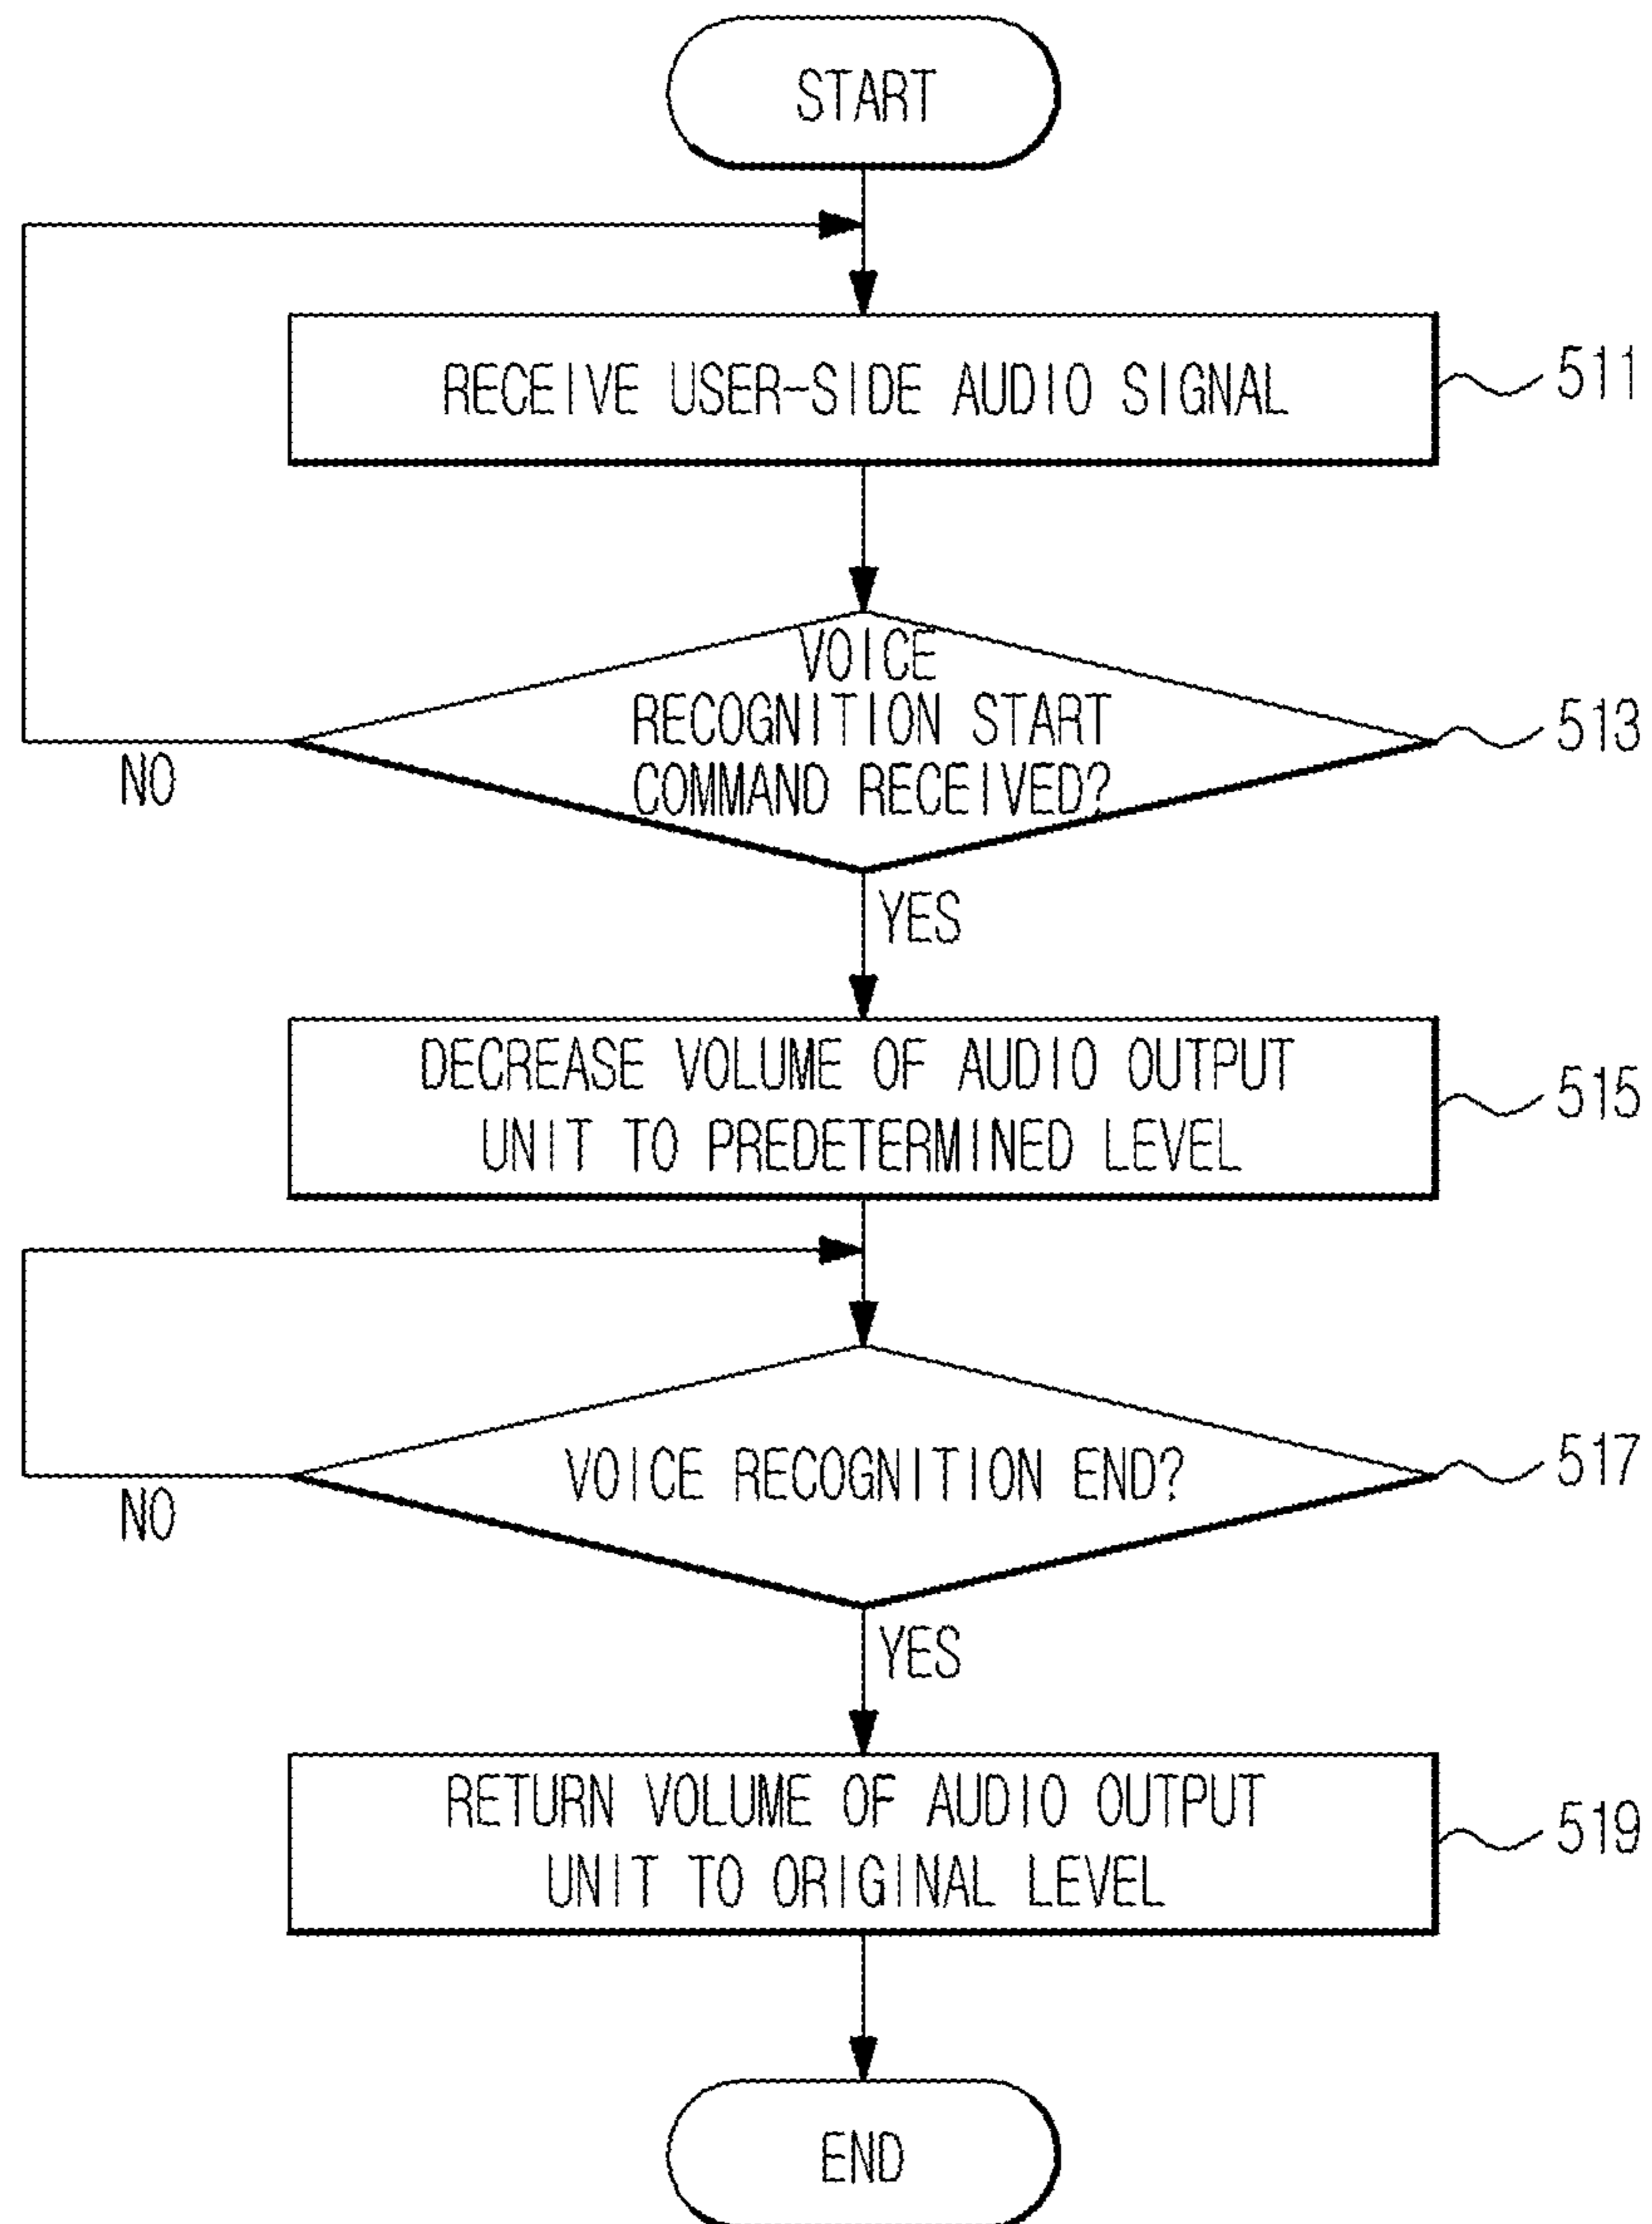 START
RECEIVE USER-SIDE AUDIO SIGNAL
511
VOICE
RECOGNITION START
COMMAND RECEIVED?
513
NO
YES
DECREASE VOLUME OF AUDIO OUTPUT
UNIT TO PREDETERMINED LEVEL
515
VOICE RECOGNITION END?
517
NO
YES
RETURN VOLUME OF AUDIO OUTPUT
UNIT TO ORIGINAL LEVEL
519
END